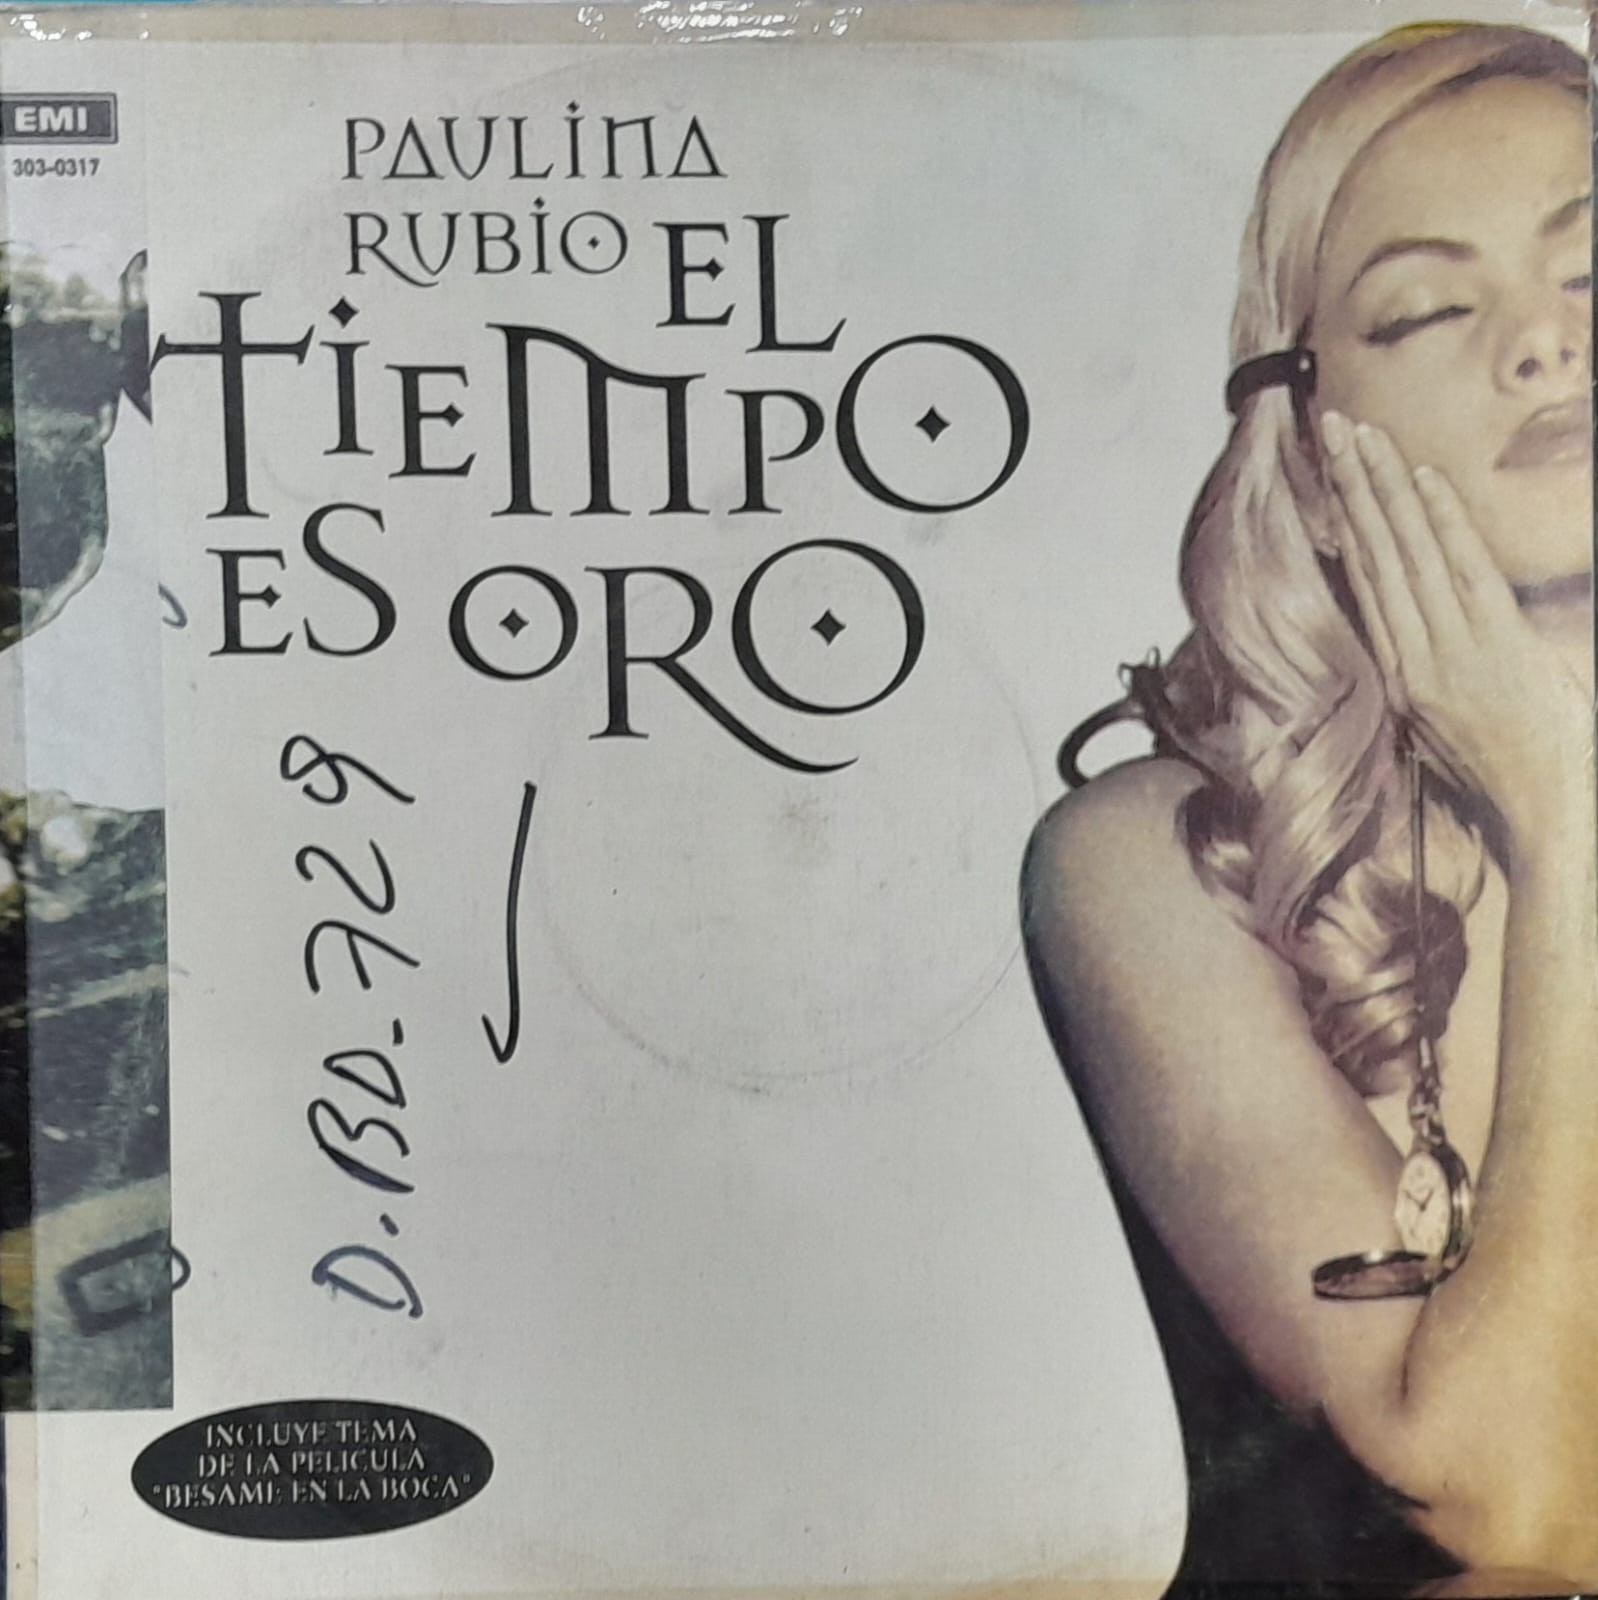 EMI
303-0317
PAULINA
RUBIO EL
TIEMPO
ES ORO
D.BD-729
INCLUYE TEMA
DE LA PELICULA
"BESAME EN LA BOCA"